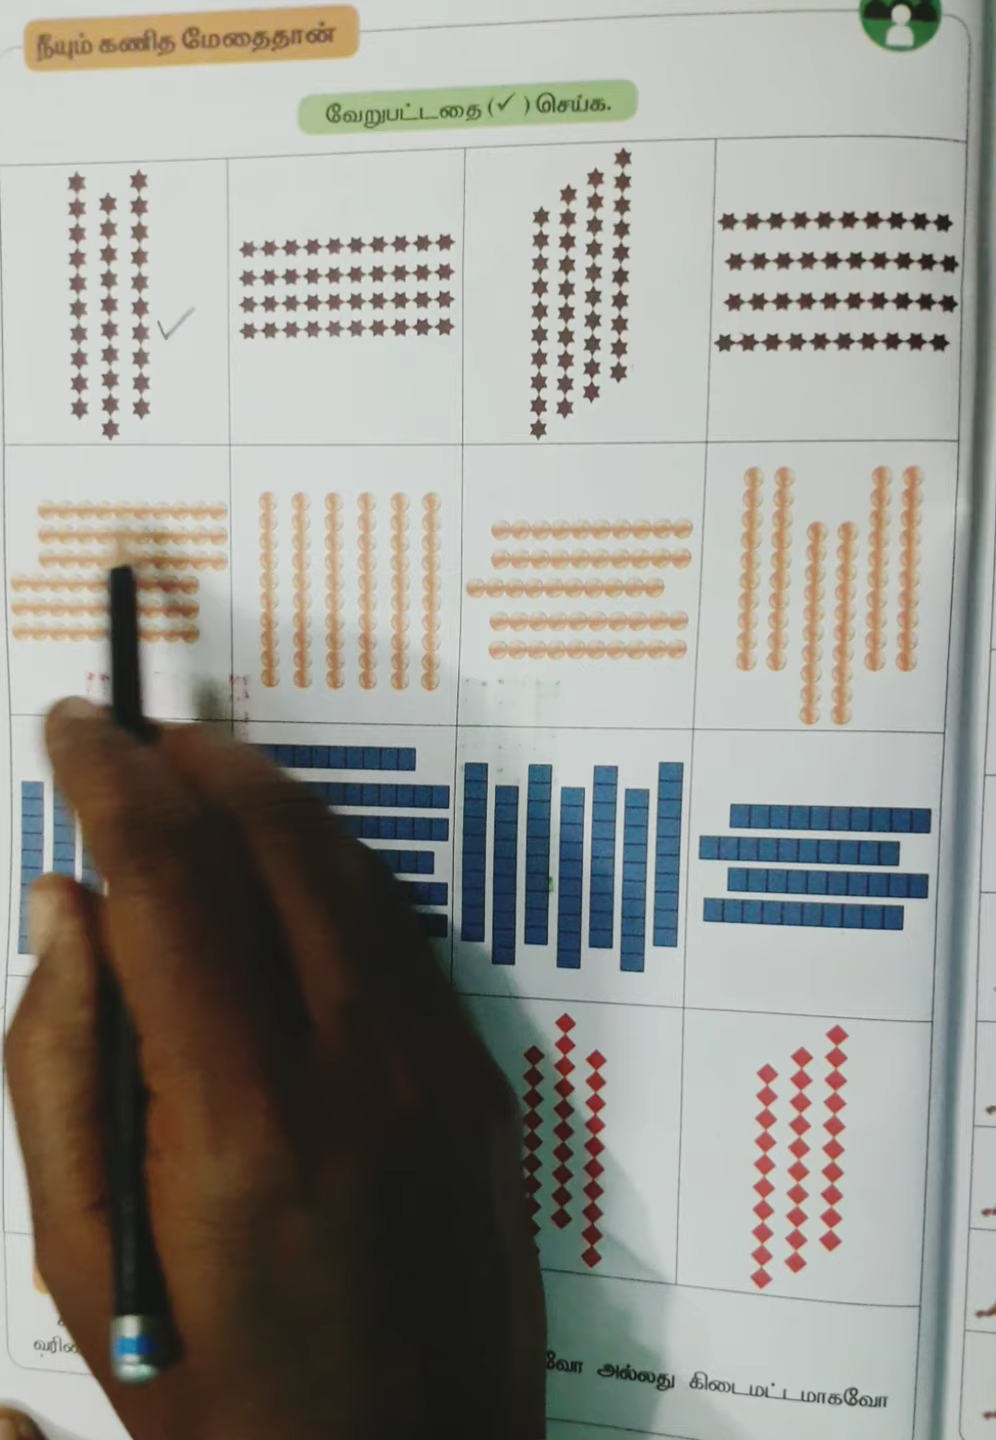 நீயும் கணித மேதைதான்
வேறுபட்டதை (✓) செய்க.
அல்லது கிடைமட்டமாகவோ